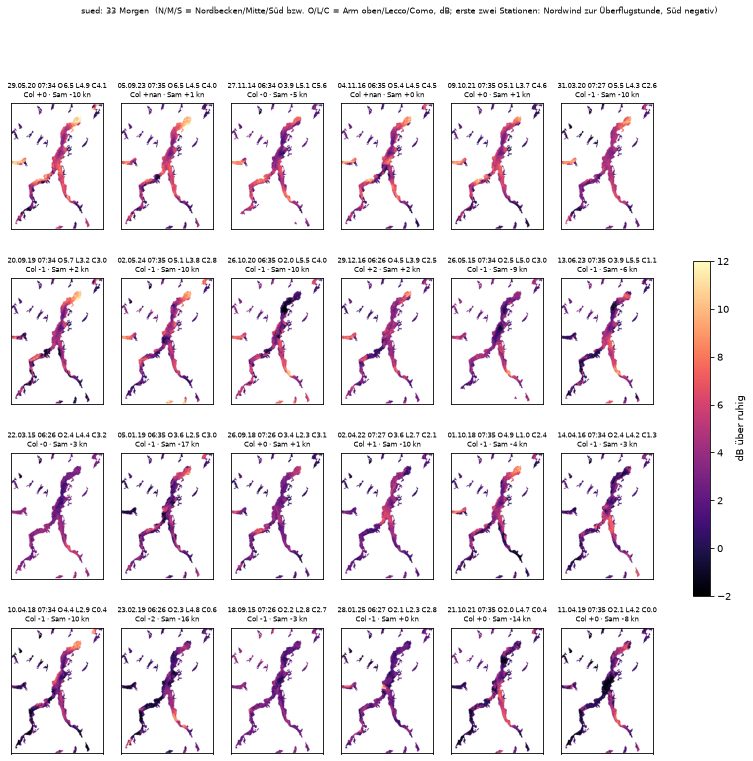 sued: 33 Morgen (N/M/S = Nordbecken/Mitte/Süd bzw. O/L/C = Arm oben/Lecco/Como, dB; erste zwei Stationen: Nordwind zur Überflugstunde, Süd negativ)
29.05.20 07:34 O6.5 L4.9 C4.1
Col +0 · Sam -10 kn
05.09.23 07:35 O6.5 L4.5 C4.0
Col +nan · Sam +1 kn
27.11.14 06:34 O3.9 L5.1 C5.6
Col -0 · Sam -5 kn
04.11.16 06:35 O5.4 L4.5 C4.5
Col +nan · Sam +0 kn
09.10.21 07:35 O5.1 L3.7 C4.6
Col +0 · Sam +1 kn
31.03.20 07:27 O5.5 L4.3 C2.6
Col -1 · Sam -10 kn
20.09.19 07:34 O5.7 L3.2 C3.0
Col -1 · Sam +2 kn
02.05.24 07:35 O5.1 L3.8 C2.8
Col -1 · Sam -10 kn
26.10.20 06:35 O2.0 L5.5 C4.0
Col -1 · Sam -10 kn
29.12.16 06:26 O4.5 L3.9 C2.5
Col +2 · Sam +2 kn
26.05.15 07:34 O2.5 L5.0 C3.0
Col -1 · Sam -9 kn
13.06.23 07:35 O3.9 L5.5 C1.1
Col -1 · Sam -6 kn
22.03.15 06:26 O2.4 L4.4 C3.2
Col -0 · Sam -3 kn
05.01.19 06:35 O3.6 L2.5 C3.0
Col -1 · Sam -17 kn
26.09.18 07:26 O3.4 L2.3 C3.1
Col +0 · Sam +1 kn
02.04.22 07:27 O3.6 L2.7 C2.1
Col +1 · Sam -10 kn
01.10.18 07:35 O4.9 L1.0 C2.4
Col -1 · Sam -4 kn
14.04.16 07:34 O2.4 L4.2 C1.3
Col -1 · Sam -3 kn
10.04.18 07:34 O4.4 L2.9 C0.4
Col -1 · Sam -10 kn
23.02.19 06:26 O2.3 L4.8 C0.6
Col -2 · Sam -16 kn
18.09.15 07:26 O2.2 L2.8 C2.7
Col -1 · Sam -3 kn
28.01.25 06:27 O2.1 L2.3 C2.8
Col -1 · Sam +0 kn
21.10.21 07:35 O2.0 L4.7 C0.4
Col +0 · Sam -14 kn
11.04.19 07:35 O2.1 L4.2 C0.0
Col +0 · Sam -8 kn
12
10
8
6
4
2
0
−2
dB über ruhig